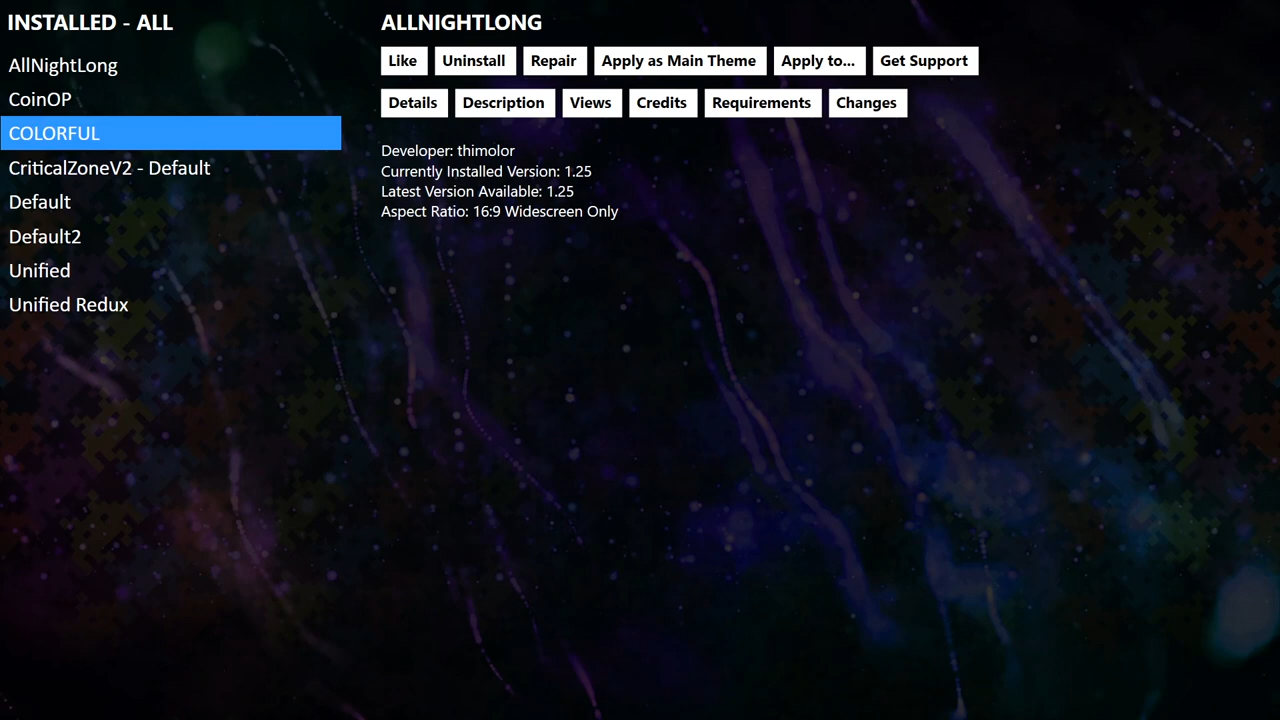 INSTALLED - ALL
AllNightLong
CoinOP
COLORFUL
CriticalZoneV2 - Default
Default
Default2
Unified
Unified Redux
ALLNIGHTLONG
Like Uninstall Repair Apply as Main Theme Apply to... Get Support
Details Description Views Credits Requirements Changes
Developer: thimolor
Currently Installed Version: 1.25
Latest Version Available: 1.25
Aspect Ratio: 16:9 Widescreen Only